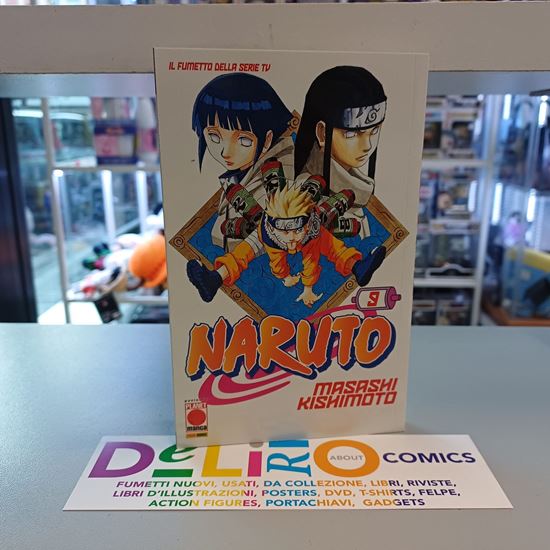 IL FUMETTO DELLA SERIE TV
9
NARUTO
MASASHI
KISHIMOTO
PLANET
manga
DeLiRiO ABOUT COMICS
FUMETTI NUOVI, USATI, DA COLLEZIONE, LIBRI, RIVISTE,
LIBRI D'ILLUSTRAZIONI, POSTERS, DVD, T-SHIRTS, FELPE,
ACTION FIGURES, PORTACHIAVI, GADGETS